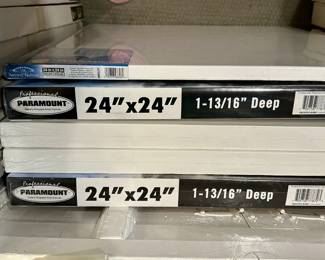 Professional
PARAMOUNT
24"x24"
1-13/16" Deep
Professional
PARAMOUNT
24"x24"
1-13/16" Deep